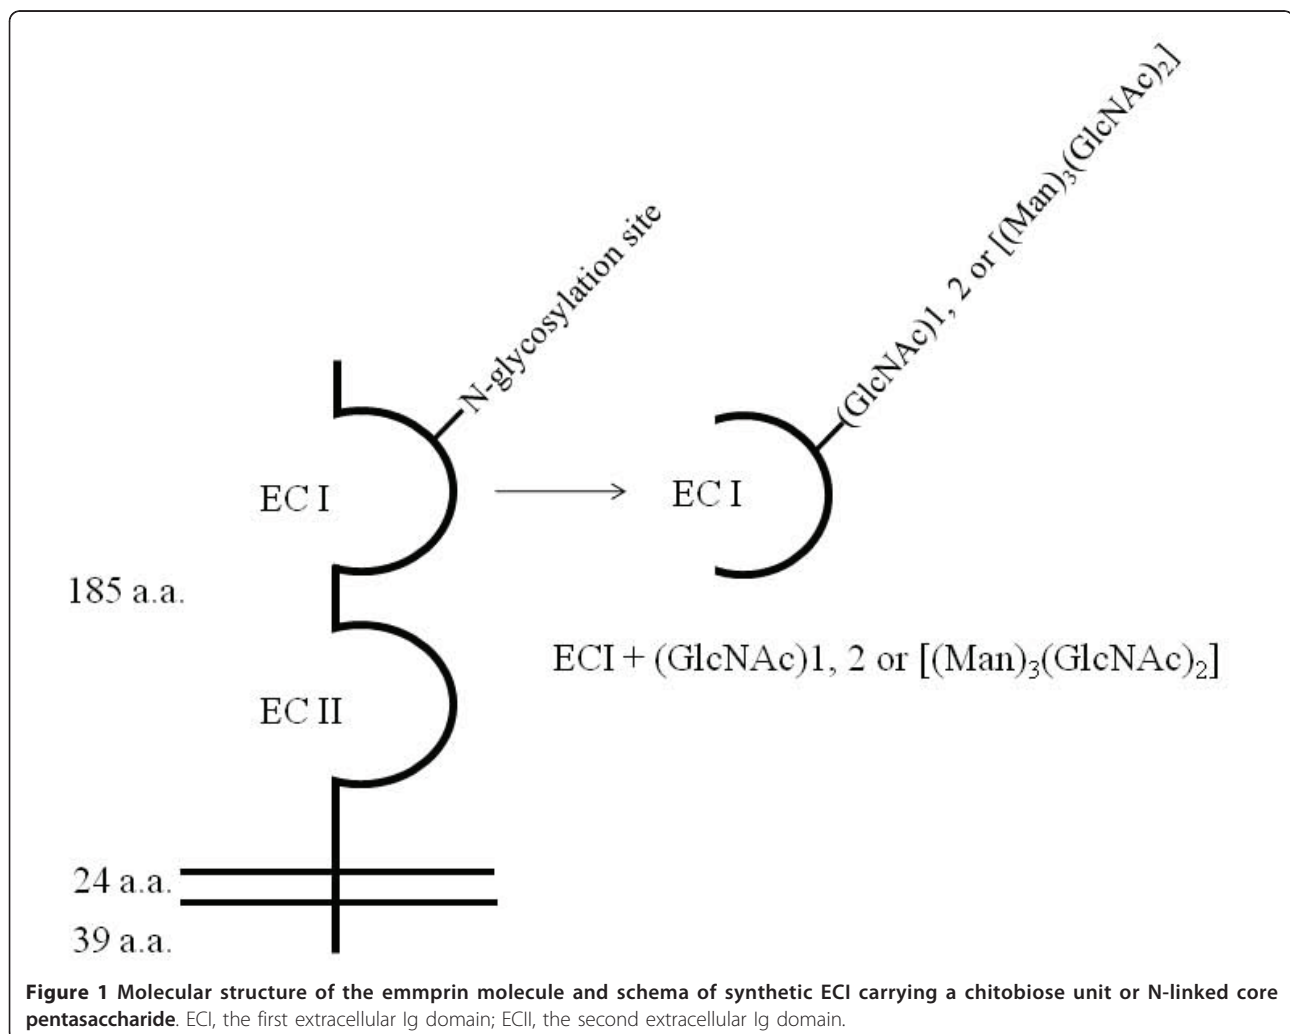 N-glycosylation site
(GlcNAc)1, 2 or [(Man)₃(GlcNAc)₂]
EC I
EC I
185 a.a.
ECI + (GlcNAc)1, 2 or [(Man)₃(GlcNAc)₂]
EC II
24 a.a.
39 a.a.
Figure 1 Molecular structure of the emmprin molecule and schema of synthetic ECI carrying a chitobiose unit or N-linked core
pentasaccharide. ECI, the first extracellular Ig domain; ECII, the second extracellular Ig domain.